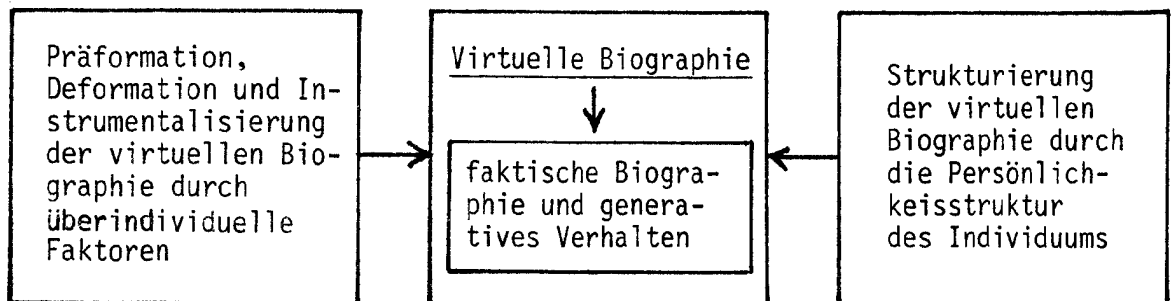 Präformation,
Deformation und In-
strumentalisierung
der virtuellen Bio-
graphie durch
überindividuelle
Faktoren
Virtuelle Biographie
faktische Biogra-
phie und genera-
tives Verhalten
Strukturierung
der virtuellen
Biographie durch
die Persönlich-
keisstruktur
des Individuums